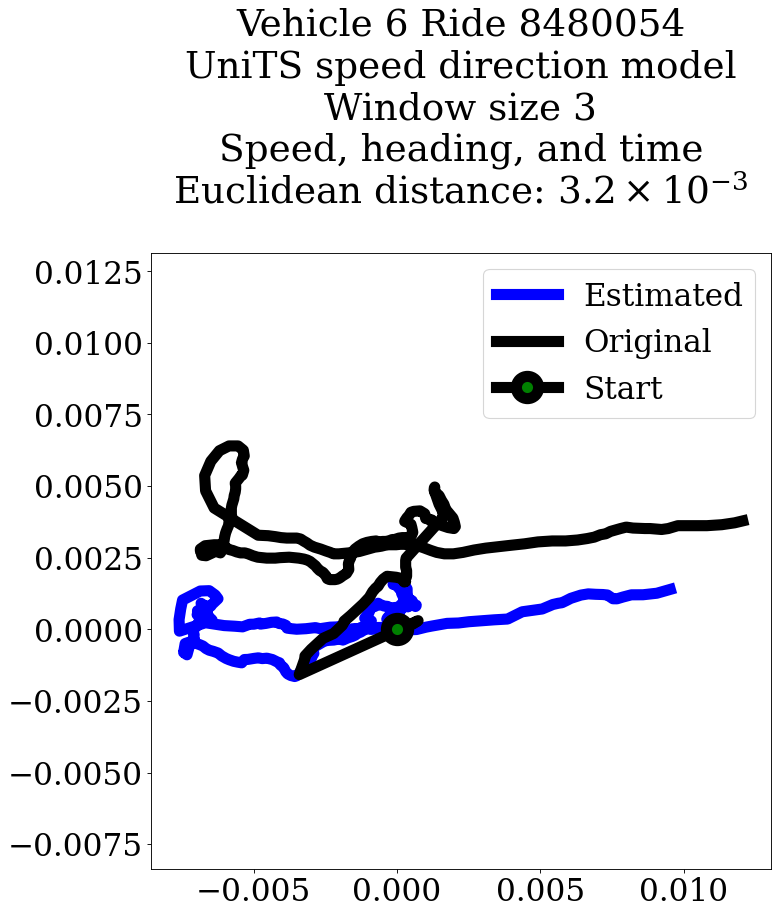 Vehicle 6 Ride 8480054
UniTS speed direction model
Window size 3
Speed, heading, and time
Euclidean distance: 3.2 × 10⁻³
0.0125
0.0100
0.0075
0.0050
0.0025
0.0000
−0.0025
−0.0050
−0.0075
Estimated
Original
Start
−0.005 0.000 0.005 0.010